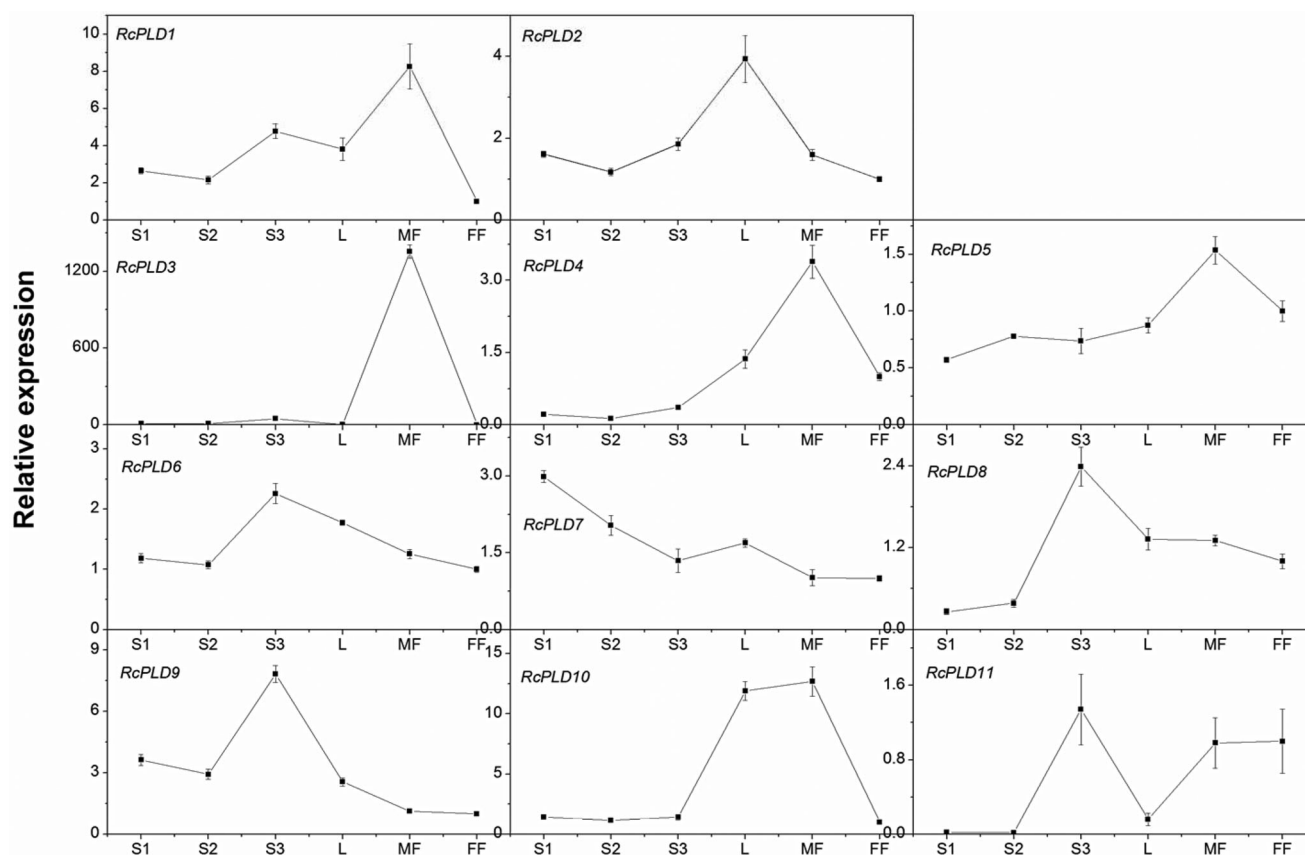 Relative expression
RcPLD1
10
8
6
4
2
0
S1 S2 S3 L MF FF
RcPLD2
4
2
0
S1 S2 S3 L MF FF
RcPLD3
1200
600
0
S1 S2 S3 L MF FF
RcPLD4
3.0
1.5
0.0
S1 S2 S3 L MF FF
RcPLD5
1.5
1.0
0.5
0.0
S1 S2 S3 L MF FF
RcPLD6
3
2
1
0
S1 S2 S3 L MF FF
RcPLD7
3.0
1.5
0.0
S1 S2 S3 L MF FF
RcPLD8
2.4
1.2
0.0
S1 S2 S3 L MF FF
RcPLD9
9
6
3
0
S1 S2 S3 L MF FF
RcPLD10
15
10
5
0
S1 S2 S3 L MF FF
RcPLD11
1.6
0.8
0.0
S1 S2 S3 L MF FF